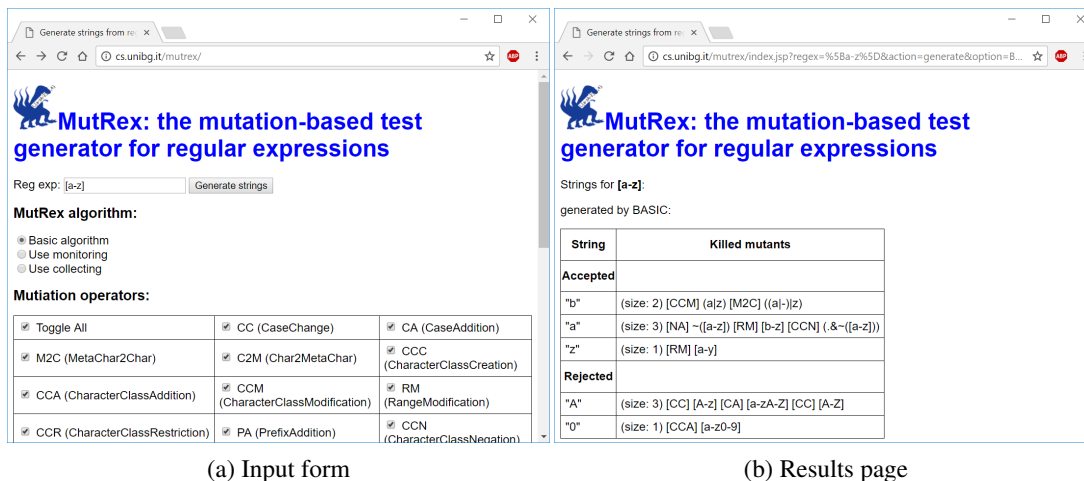 Generate strings from re
cs.unibg.it/mutrex/
ABP
MutRex: the mutation-based test
generator for regular expressions
Reg exp: [a-z] Generate strings
MutRex algorithm:
Basic algorithm
Use monitoring
Use collecting
Mutiation operators:
Toggle All CC (CaseChange) CA (CaseAddition)
M2C (MetaChar2Char) C2M (Char2MetaChar) CCC (CharacterClassCreation)
CCA (CharacterClassAddition) CCM (CharacterClassModification) RM (RangeModification)
CCR (CharacterClassRestriction) PA (PrefixAddition) CCN (CharacterClassNegation)
(a) Input form
Generate strings from re
cs.unibg.it/mutrex/index.jsp?regex=%5Ba-z%5D&action=generate&option=B...
ABP
MutRex: the mutation-based test
generator for regular expressions
Strings for [a-z]:
generated by BASIC:
String Killed mutants
Accepted
"b" (size: 2) [CCM] (a|z) [M2C] ((a|-)|z)
"a" (size: 3) [NA] ~([a-z]) [RM] [b-z] [CCN] (.&~([a-z]))
"z" (size: 1) [RM] [a-y]
Rejected
"A" (size: 3) [CC] [A-z] [CA] [a-zA-Z] [CC] [A-Z]
"0" (size: 1) [CCA] [a-z0-9]
(b) Results page